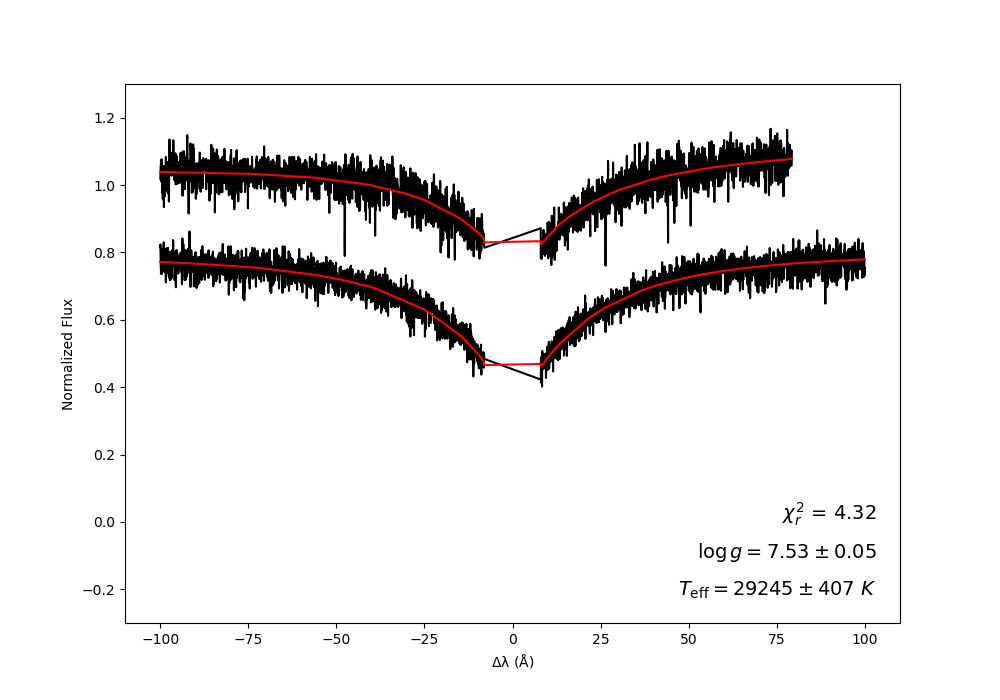 1.2
1.0
0.8
0.6
0.4
0.2
0.0
−0.2
Normalized Flux
χ²ᵣ = 4.32
log g = 7.53 ± 0.05
T_eff = 29245 ± 407 K
−100 −75 −50 −25 0 25 50 75 100
Δλ (Å)